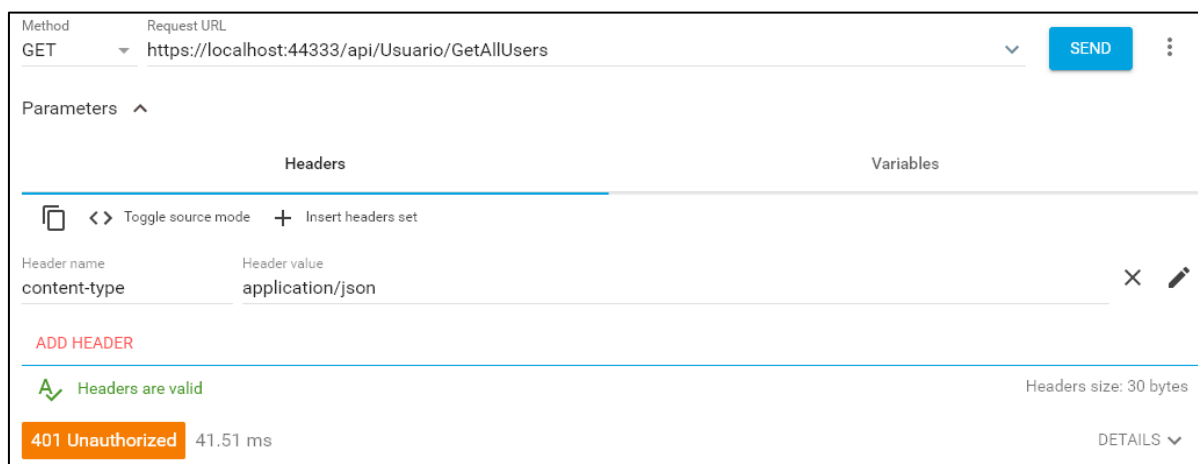 Method
Request URL
GET
https://localhost:44333/api/Usuario/GetAllUsers
SEND
Parameters
Headers
Variables
Toggle source mode
Insert headers set
Header name
Header value
content-type
application/json
ADD HEADER
Headers are valid
Headers size: 30 bytes
401 Unauthorized
41.51 ms
DETAILS